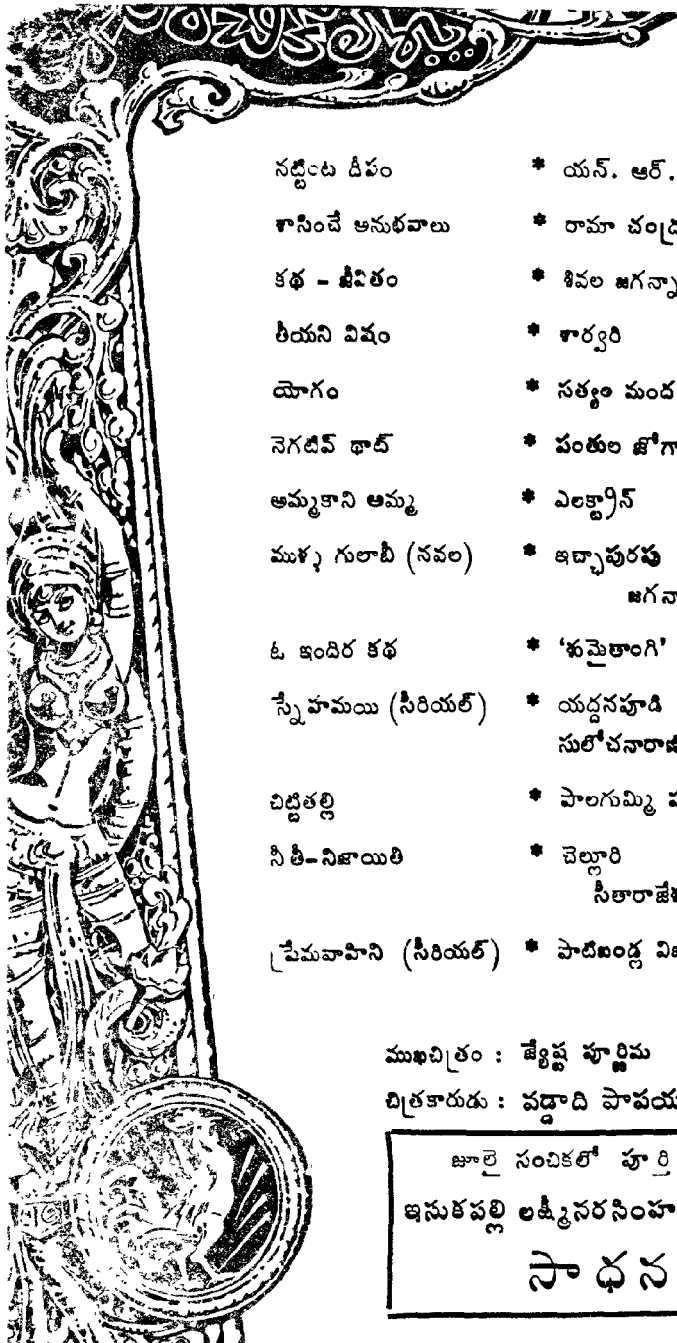 సంచికలో...
నట్టింట దీపం * యన్. ఆర్.
శాసించే అనుభవాలు * రామా చంద్ర
కథ - జీవితం * శివల జగన్నా
తీయని విషం * శార్వరి
యోగం * సత్యం మంద
నెగటివ్ థాట్ * పంతుల జోగా
అమ్మకాని అమ్మ * ఎలక్ట్రాన్
ముళ్ళ గులాబీ (నవల) * ఇచ్ఛాపురపు
జగనా
ఓ ఇందిర కథ * 'శుమైతాంగి'
స్నేహమయి (సీరియల్) * యద్దనపూడి
సులోచనారాణి
చిట్టితల్లి * పాలగుమ్మి
నీతీ-నిజాయితి * చెల్లూరి
సీతారాజేశ
ప్రేమవాహిని (సీరియల్) * పాటిబండ్ల విజ
ముఖచిత్రం : జ్యేష్ఠ పూర్ణిమ
చిత్రకారుడు : వడ్డాది పాపయ
జూలై సంచికలో పూర్తి
ఇసుకపల్లి లక్ష్మీనరసింహ
సాధన